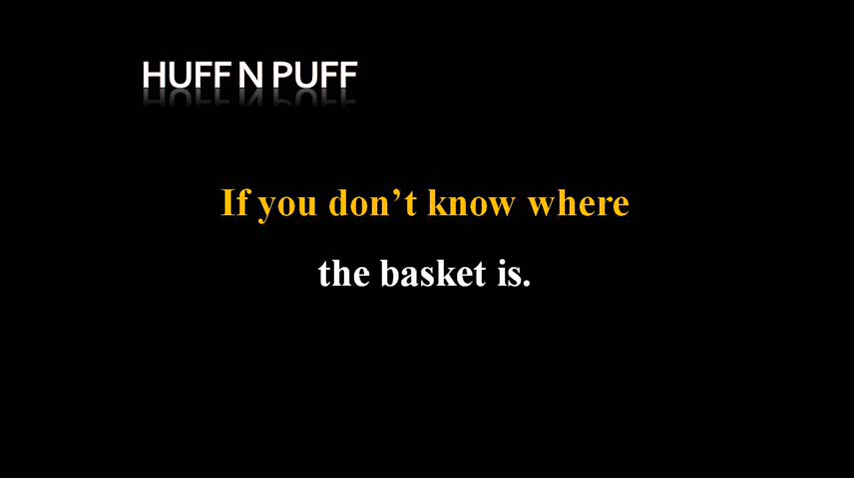 HUFF N PUFF
If you don’t know where
the basket is.